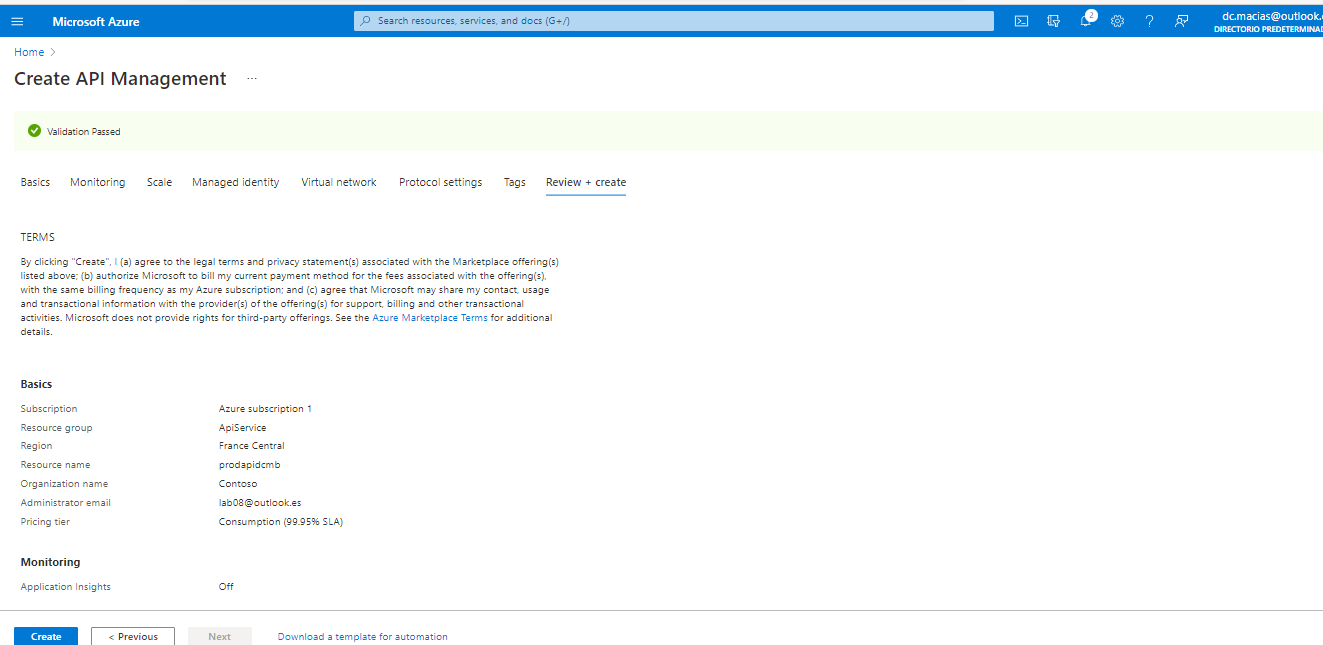 Microsoft Azure
Search resources, services, and docs (G+/)
2
dc.macias@outlook.
DIRECTORIO PREDETERMINAD
Home >
Create API Management ...
Validation Passed
Basics Monitoring Scale Managed identity Virtual network Protocol settings Tags Review + create
TERMS
By clicking "Create", I (a) agree to the legal terms and privacy statement(s) associated with the Marketplace offering(s)
listed above; (b) authorize Microsoft to bill my current payment method for the fees associated with the offering(s),
with the same billing frequency as my Azure subscription; and (c) agree that Microsoft may share my contact, usage
and transactional information with the provider(s) of the offering(s) for support, billing and other transactional
activities. Microsoft does not provide rights for third-party offerings. See the Azure Marketplace Terms for additional
details.
Basics
Subscription Azure subscription 1
Resource group ApiService
Region France Central
Resource name prodapidcmb
Organization name Contoso
Administrator email lab08@outlook.es
Pricing tier Consumption (99.95% SLA)
Monitoring
Application Insights Off
Create < Previous Next Download a template for automation